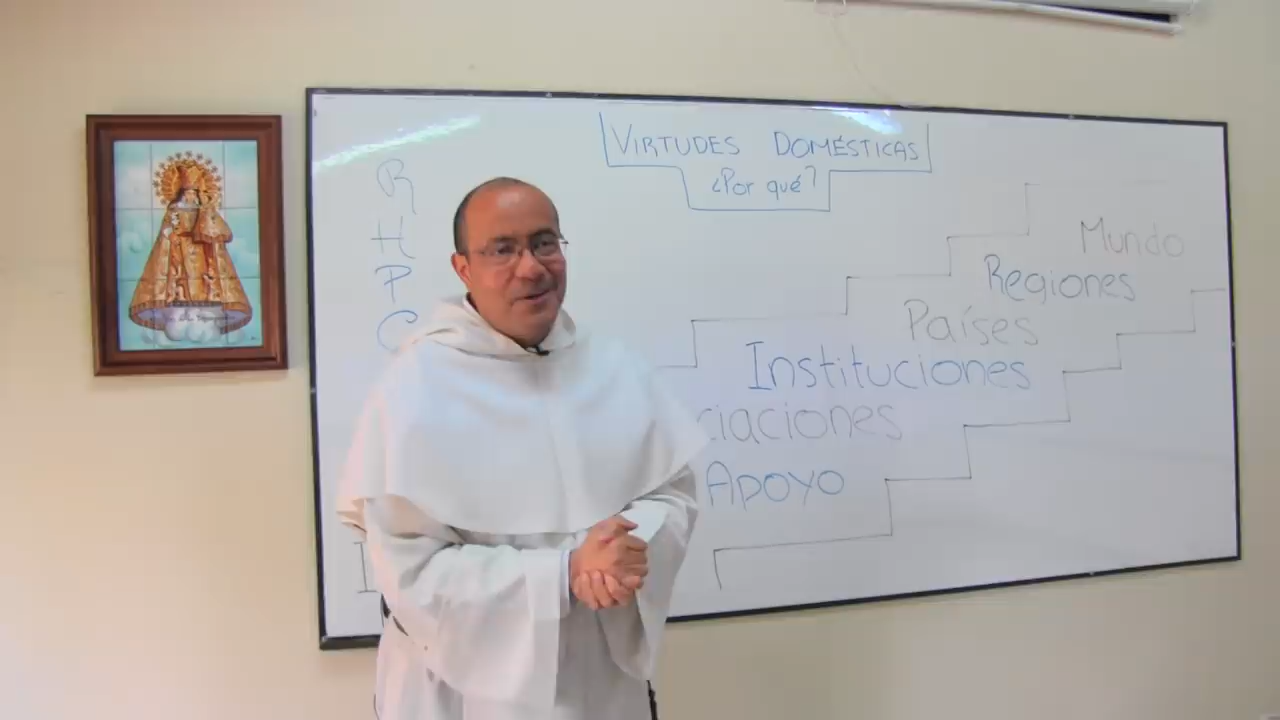 VIRTUDES DOMÉSTICAS
¿Por qué?
R
H
P
C
I
Mundo
Regiones
Países
Instituciones
ciaciones
Apoyo